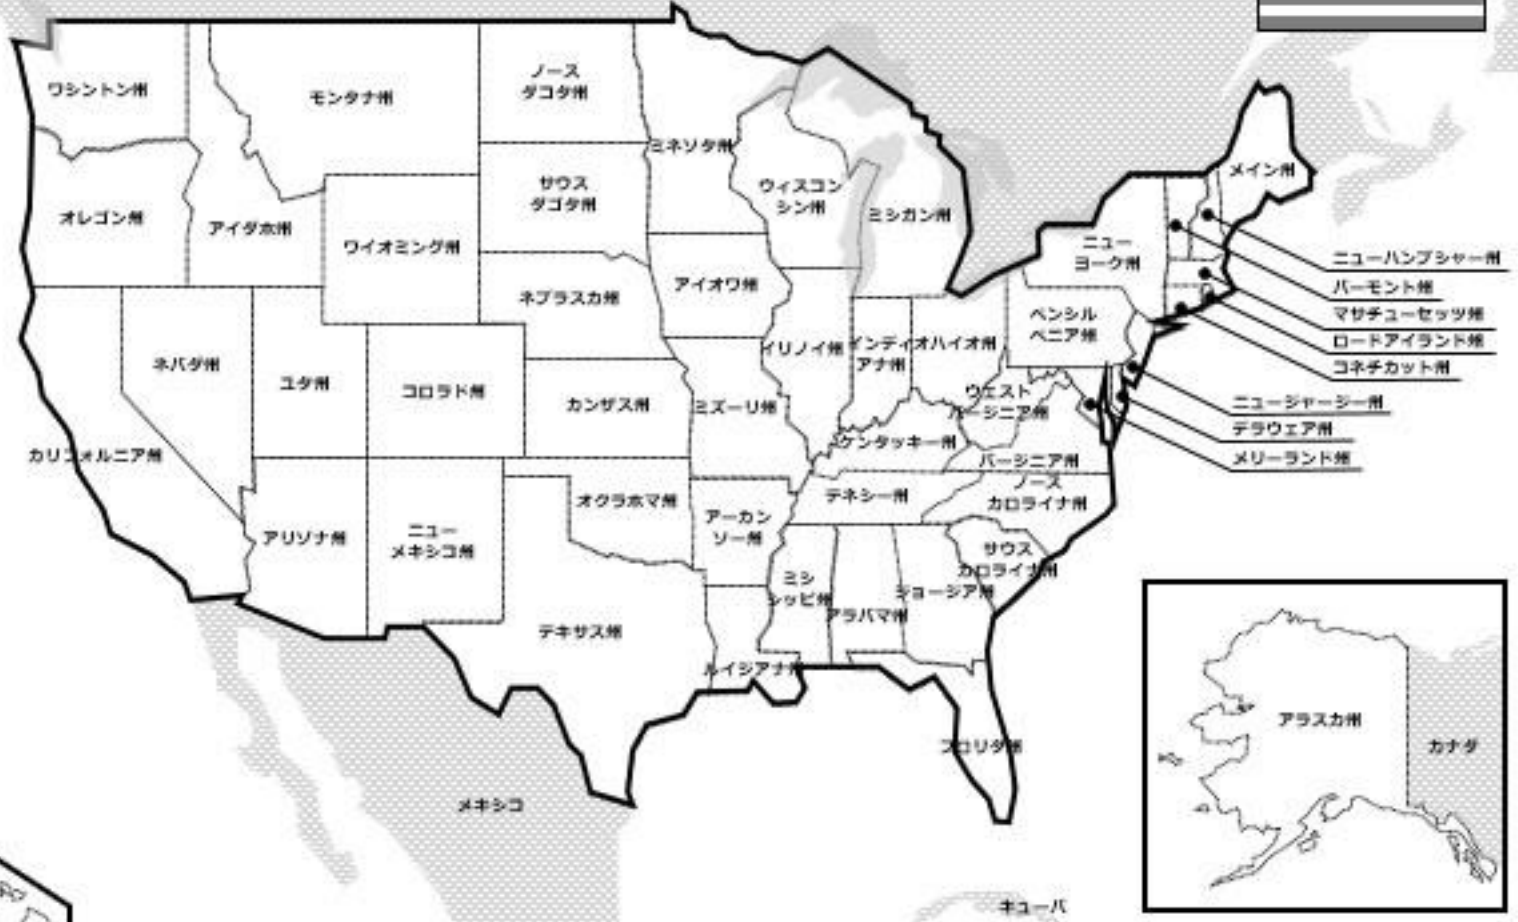 ワシントン州
モンタナ州
ノース
ダコタ州
ミネソタ州
ウィスコン
シン州
ミシガン州
メイン州
オレゴン州
アイダホ州
ワイオミング州
サウス
ダコタ州
ニュー
ヨーク州
ニューハンプシャー州
バーモント州
マサチューセッツ州
ロードアイランド州
コネチカット州
ネブラスカ州
アイオワ州
ペンシル
ベニア州
ネバダ州
ユタ州
コロラド州
カンザス州
ミズーリ州
イリノイ州
インディ
アナ州
オハイオ州
ウェスト
バージニア州
ニュージャージー州
デラウェア州
メリーランド州
カリフォルニア州
ケンタッキー州
バージニア州
アリゾナ州
ニュー
メキシコ州
オクラホマ州
アーカン
ソー州
テネシー州
ノース
カロライナ州
サウス
カロライナ州
テキサス州
ルイジアナ州
ミシ
シッピ州
アラバマ州
ジョージア州
フロリダ州
アラスカ州
カナダ
メキシコ
キューバ